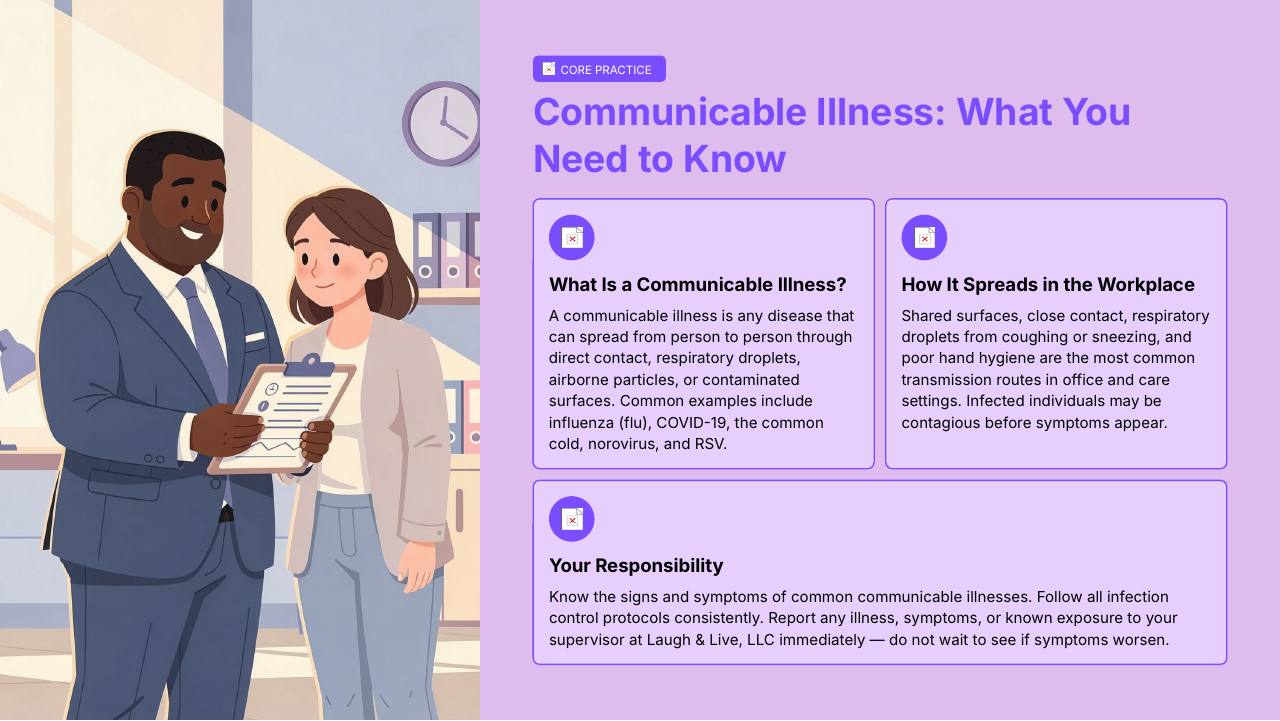 CORE PRACTICE
Communicable Illness: What You
Need to Know
What Is a Communicable Illness?
A communicable illness is any disease that
can spread from person to person through
direct contact, respiratory droplets,
airborne particles, or contaminated
surfaces. Common examples include
influenza (flu), COVID-19, the common
cold, norovirus, and RSV.
How It Spreads in the Workplace
Shared surfaces, close contact, respiratory
droplets from coughing or sneezing, and
poor hand hygiene are the most common
transmission routes in office and care
settings. Infected individuals may be
contagious before symptoms appear.
Your Responsibility
Know the signs and symptoms of common communicable illnesses. Follow all infection
control protocols consistently. Report any illness, symptoms, or known exposure to your
supervisor at Laugh & Live, LLC immediately — do not wait to see if symptoms worsen.